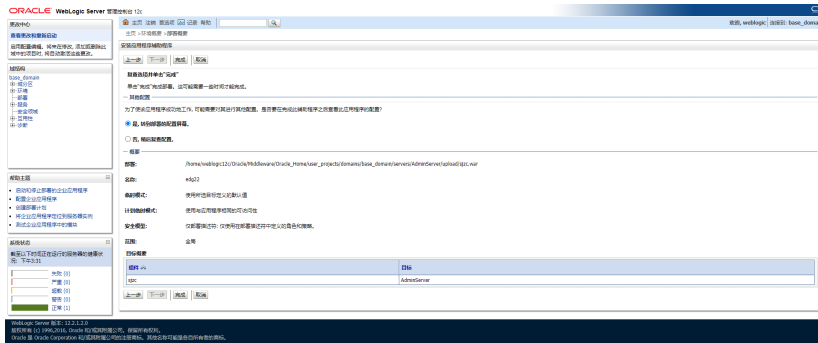 ORACLE WebLogic Server 管理控制台 12c
更改中心
查看更改和重新启动
启用配置编辑。将来在修改, 添加或删除此
域中的项目时, 将自动激活这些更改。
域结构
base_domain
域分区
环境
部署
服务
安全领域
互用性
诊断
帮助主题
启动和停止部署的企业应用程序
配置企业应用程序
创建部署计划
将企业应用程序定位到服务器实例
测试企业应用程序中的模块
系统状态
截至以下时间正在运行的服务器的健康状
况: 下午3:31
失败 (0)
严重 (0)
超载 (0)
警告 (0)
正常 (1)
主页 注销 首选项 记录 帮助
欢迎, weblogic 连接到: base_doma
主页 >环境概要 >部署概要
安装应用程序辅助程序
上一步 下一步 完成 取消
复查选择并单击"完成"
单击"完成"完成部署。这可能需要一些时间才能完成。
其他配置
为了使该应用程序成功地工作, 可能需要对其进行其他配置。是否要在完成此辅助程序之后查看此应用程序的配置?
是, 转到部署的配置屏幕。
否, 稍后复查配置。
概要
部署: /home/weblogic12c/Oracle/Middleware/Oracle_Home/user_projects/domains/base_domain/servers/AdminServer/upload/sjzc.war
名称: edq22
临时模式: 使用所选目标定义的默认值
计划临时模式: 使用与应用程序相同的可访问性
安全模型: 仅部署描述符: 仅使用在部署描述符中定义的角色和策略。
范围: 全局
目标概要
组件 目标
sjzc AdminServer
上一步 下一步 完成 取消
WebLogic Server 版本: 12.2.1.2.0
版权所有 (c) 1996,2016, Oracle 和/或其附属公司。保留所有权利。
Oracle 是 Oracle Corporation 和/或其附属公司的注册商标。其他名称可能是各自所有者的商标。